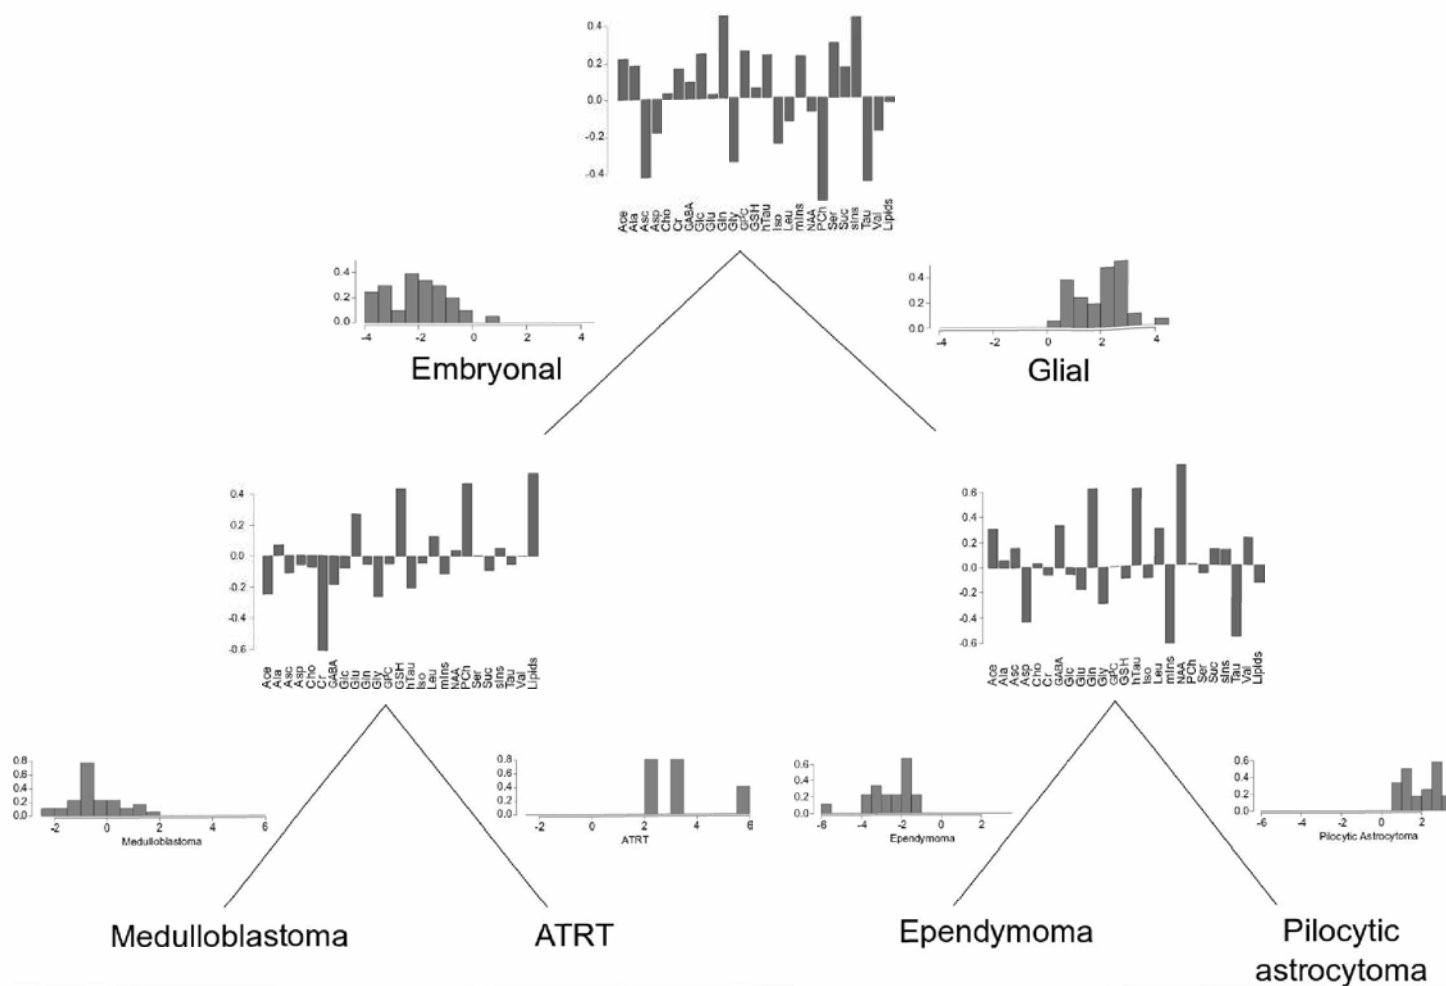 0.4
0.2
0.0
-0.2
-0.4
Ace Ala Asc Asp Cho Cr GABA Glc Glu Gln Gly GPC GSH hTau Iso Leu mIns NAA PCh Ser Suc sIns Tau Val Lipids
0.4
0.2
0.0
-4 -2 0 2 4
Embryonal
0.4
0.2
0.0
-4 -2 0 2 4
Glial
0.4
0.2
0.0
-0.2
-0.4
-0.6
Ace Ala Asc Asp Cho Cr GABA Glc Glu Gln Gly GPC GSH hTau Iso Leu mIns NAA PCh Ser Suc sIns Tau Val Lipids
0.6
0.4
0.2
0.0
-0.2
-0.4
-0.6
Ace Ala Asc Asp Cho Cr GABA Glc Glu Gln Gly GPC GSH hTau Iso Leu mIns NAA PCh Ser Suc sIns Tau Val Lipids
0.8
0.6
0.4
0.2
0.0
-2 0 2 4 6
Medulloblastoma
0.8
0.6
0.4
0.2
0.0
-2 0 2 4 6
ATRT
0.6
0.4
0.2
0.0
-6 -4 -2 0 2
Ependymoma
0.6
0.4
0.2
0.0
-6 -4 -2 0 2
Pilocytic Astrocytoma
Medulloblastoma
ATRT
Ependymoma
Pilocytic
astrocytoma